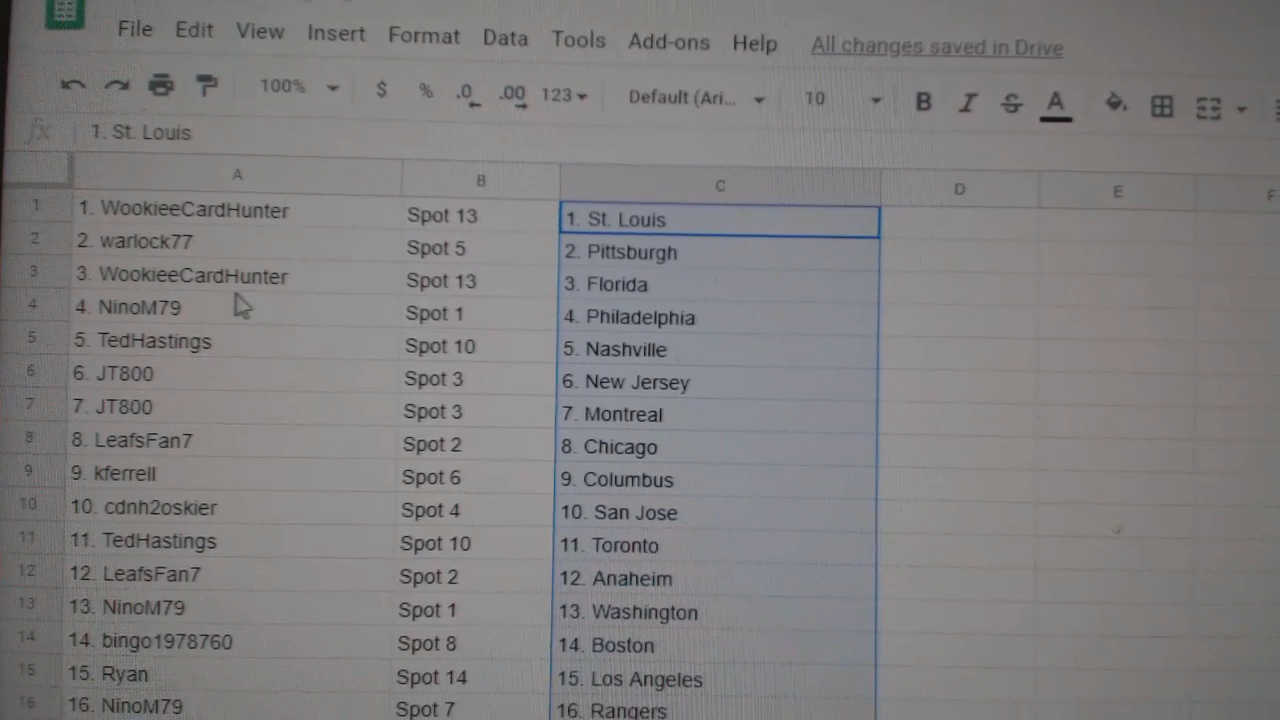 File Edit View Insert Format Data Tools Add-ons Help All changes saved in Drive
100% $ % .0 .00 123 Default (Ari... 10 B I S A
fx 1. St. Louis
A B C D E F
1 1. WookieeCardHunter Spot 13 1. St. Louis
2 2. warlock77 Spot 5 2. Pittsburgh
3 3. WookieeCardHunter Spot 13 3. Florida
4 4. NinoM79 Spot 1 4. Philadelphia
5 5. TedHastings Spot 10 5. Nashville
6 6. JT800 Spot 3 6. New Jersey
7 7. JT800 Spot 3 7. Montreal
8 8. LeafsFan7 Spot 2 8. Chicago
9 9. kferrell Spot 6 9. Columbus
10 10. cdnh2oskier Spot 4 10. San Jose
11 11. TedHastings Spot 10 11. Toronto
12 12. LeafsFan7 Spot 2 12. Anaheim
13 13. NinoM79 Spot 1 13. Washington
14 14. bingo1978760 Spot 8 14. Boston
15 15. Ryan Spot 14 15. Los Angeles
16 16. NinoM79 Spot 7 16. Rangers